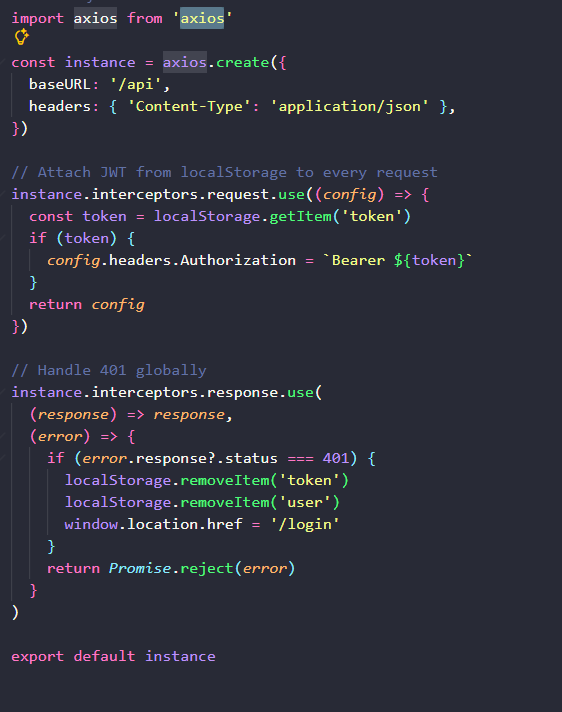 import axios from 'axios'
const instance = axios.create({
  baseURL: '/api',
  headers: { 'Content-Type': 'application/json' },
})
// Attach JWT from localStorage to every request
instance.interceptors.request.use((config) => {
  const token = localStorage.getItem('token')
  if (token) {
    config.headers.Authorization = `Bearer ${token}`
  }
  return config
})
// Handle 401 globally
instance.interceptors.response.use(
  (response) => response,
  (error) => {
    if (error.response?.status === 401) {
      localStorage.removeItem('token')
      localStorage.removeItem('user')
      window.location.href = '/login'
    }
    return Promise.reject(error)
  }
)
export default instance